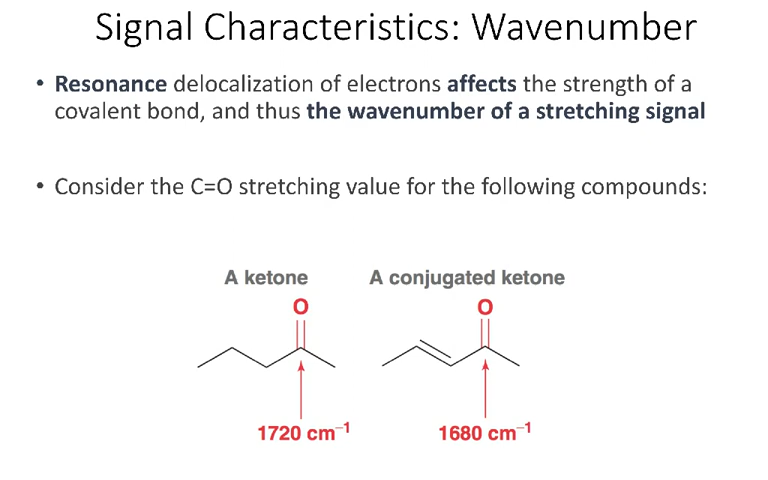 Signal Characteristics: Wavenumber
• Resonance delocalization of electrons affects the strength of a
covalent bond, and thus the wavenumber of a stretching signal
• Consider the C=O stretching value for the following compounds:
A ketone
A conjugated ketone
O
O
1720 cm⁻¹
1680 cm⁻¹